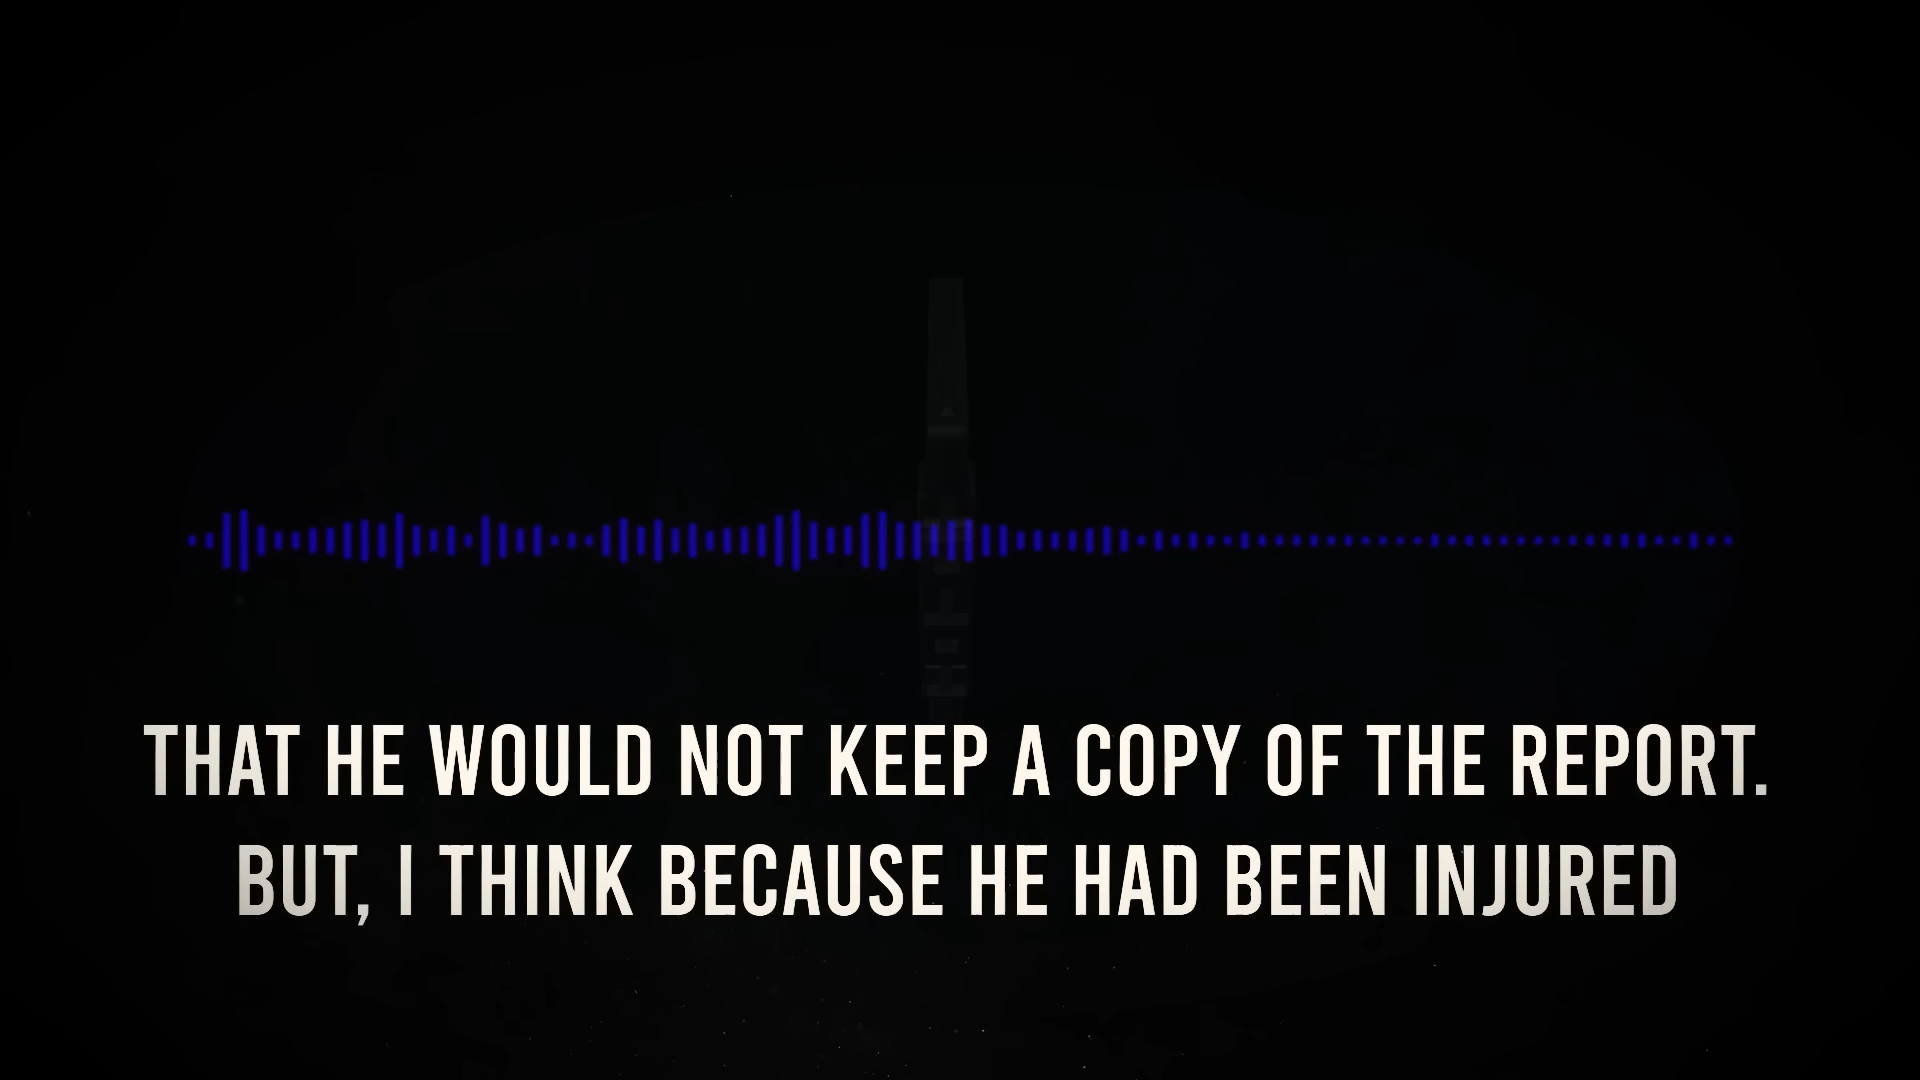 THAT HE WOULD NOT KEEP A COPY OF THE REPORT.
BUT, I THINK BECAUSE HE HAD BEEN INJURED